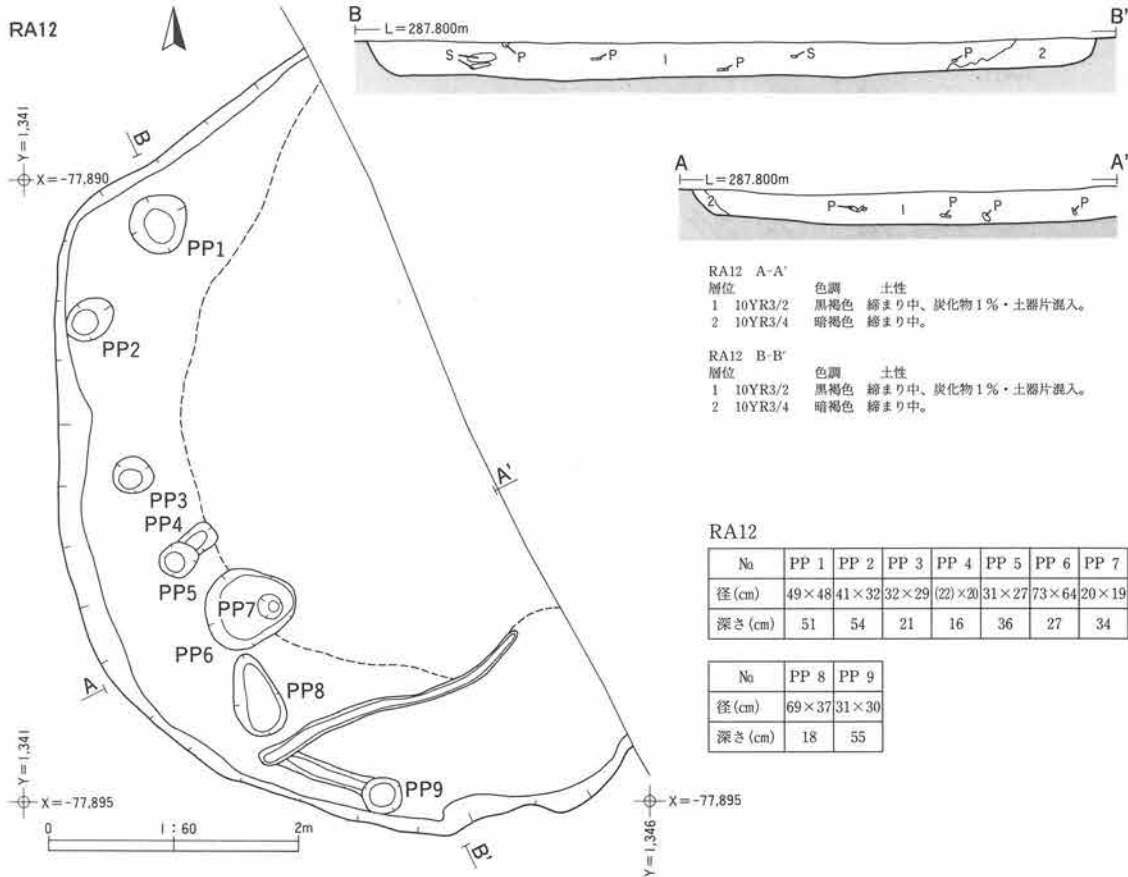 RA12
B
B'
L=287.800m
S
P
P
1
P
S
P
2
Y=1,341
X=-77,890
B
A
A'
L=287.800m
2
P
1
P
P
P
PP1
PP2
RA12 A-A'
層位 色調 土性
1 10YR3/2 黒褐色 締まり中、炭化物1%・土器片混入。
2 10YR3/4 暗褐色 締まり中。
RA12 B-B'
層位 色調 土性
1 10YR3/2 黒褐色 締まり中、炭化物1%・土器片混入。
2 10YR3/4 暗褐色 締まり中。
A'
PP3
PP4
PP5
PP7
PP6
PP8
A
PP9
Y=1,341
X=-77,895
X=-77,895
Y=1,346
0 1:60 2m
B'
RA12
№ PP 1 PP 2 PP 3 PP 4 PP 5 PP 6 PP 7
径(cm) 49×48 41×32 32×29 (22)×20 31×27 73×64 20×19
深さ(cm) 51 54 21 16 36 27 34
№ PP 8 PP 9
径(cm) 69×37 31×30
深さ(cm) 18 55